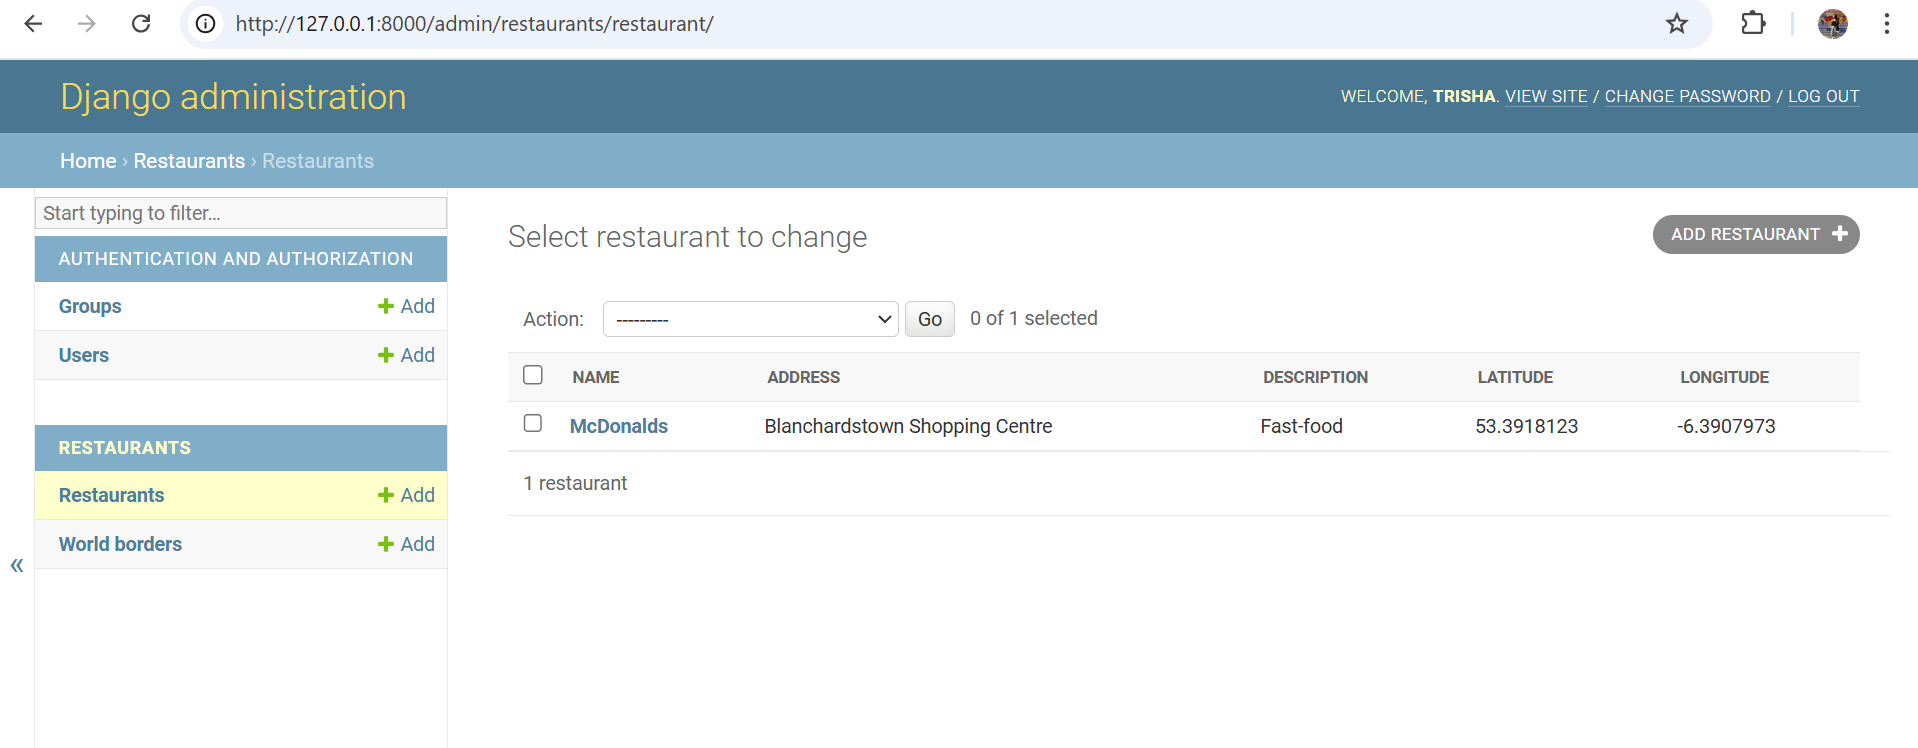 http://127.0.0.1:8000/admin/restaurants/restaurant/
Django administration
WELCOME, TRISHA. VIEW SITE / CHANGE PASSWORD / LOG OUT
Home › Restaurants › Restaurants
Start typing to filter...
AUTHENTICATION AND AUTHORIZATION
Groups + Add
Users + Add
RESTAURANTS
Restaurants + Add
World borders + Add
«
Select restaurant to change
ADD RESTAURANT +
Action: --------- Go 0 of 1 selected
NAME ADDRESS DESCRIPTION LATITUDE LONGITUDE
McDonalds Blanchardstown Shopping Centre Fast-food 53.3918123 -6.3907973
1 restaurant